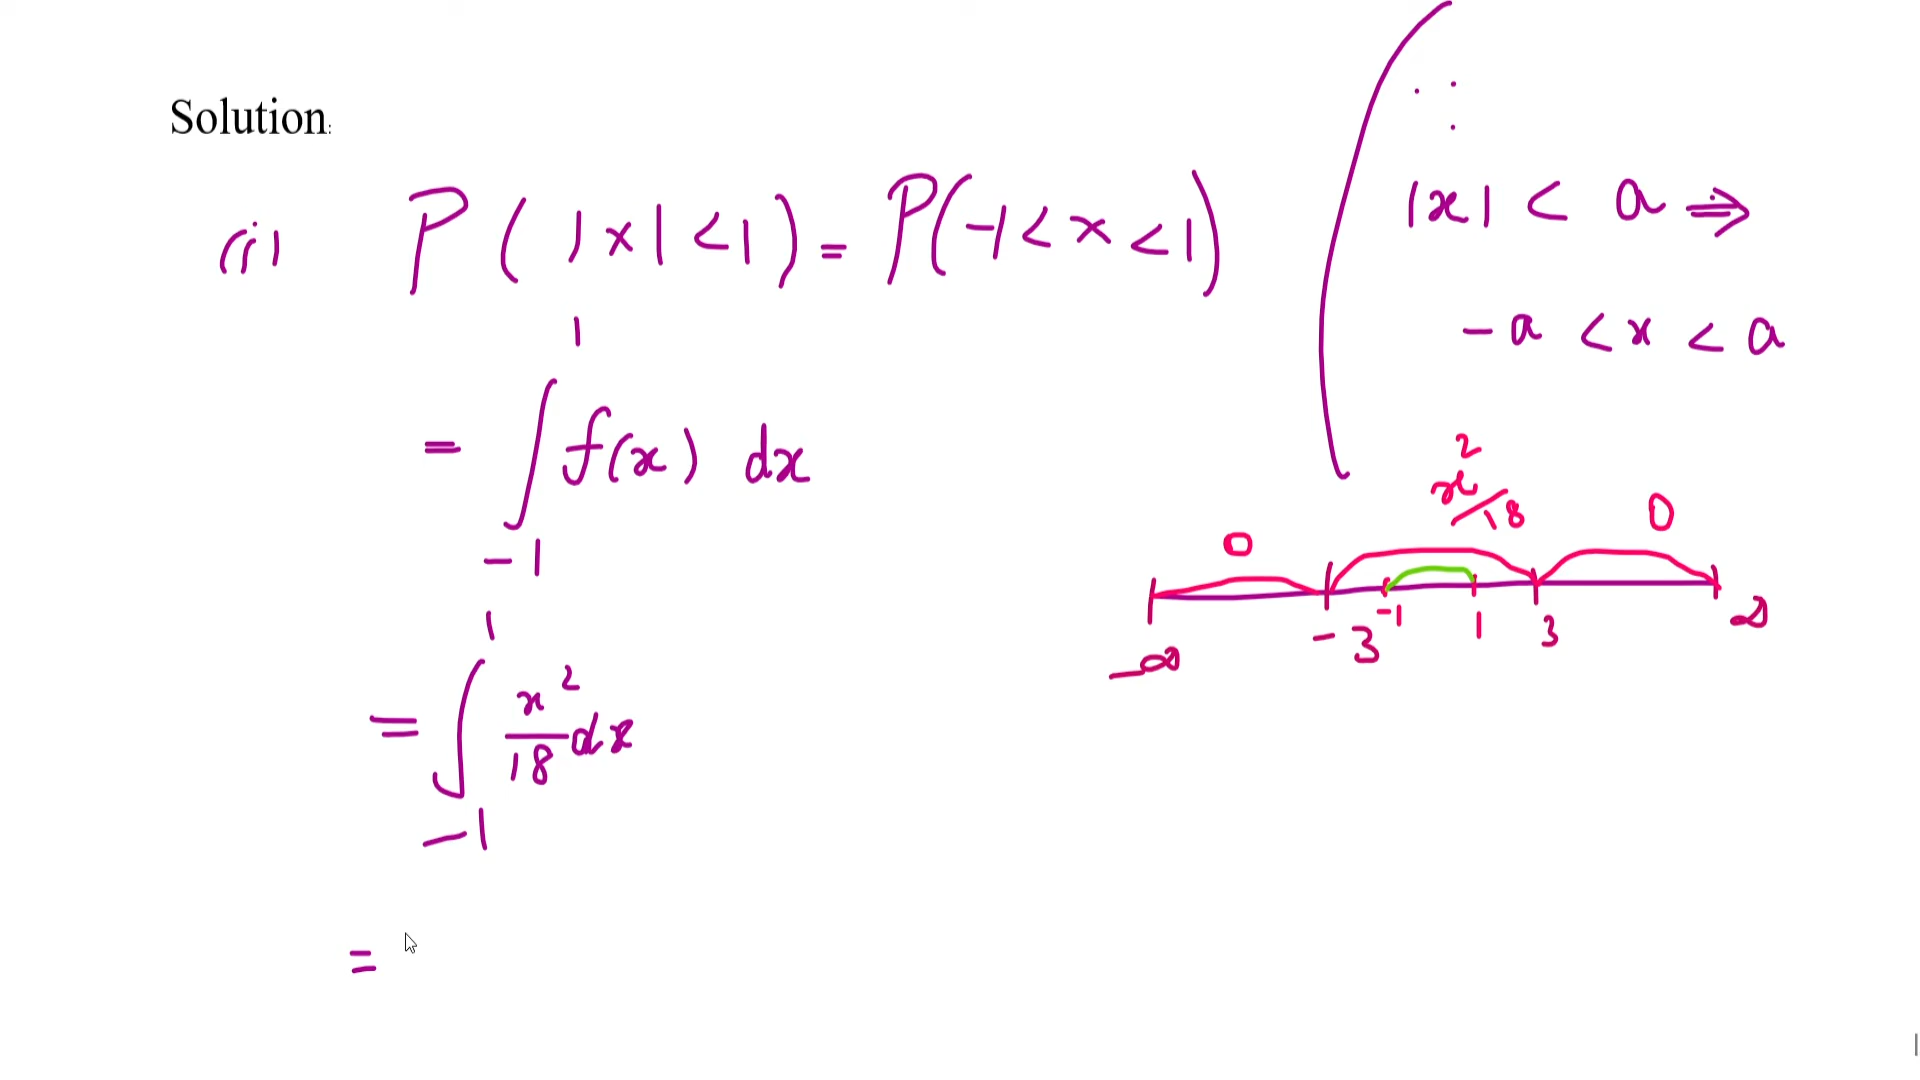 Solution:
(i) P(|x|<1) = P(-1<x<1)
∴
|x| < a ⇒
-a < x < a
1
= ∫ f(x) dx
-1
1
= ∫ x²/18 dx
-1
=
0 x²/18 0
-∞ -3 -1 1 3 ∞